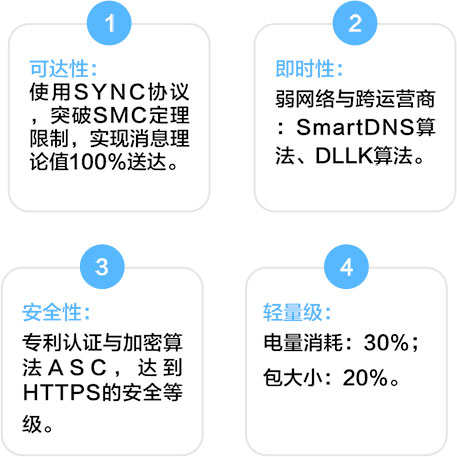 1
可达性：
使用SYNC协议
，突破SMC定理
限制，实现消息理
论值100%送达。
2
即时性：
弱网络与跨运营商
：SmartDNS算
法、DLLK算法。
3
安全性：
专利认证与加密算
法ASC，达到
HTTPS的安全等
级。
4
轻量级：
电量消耗：30%；
包大小：20%。